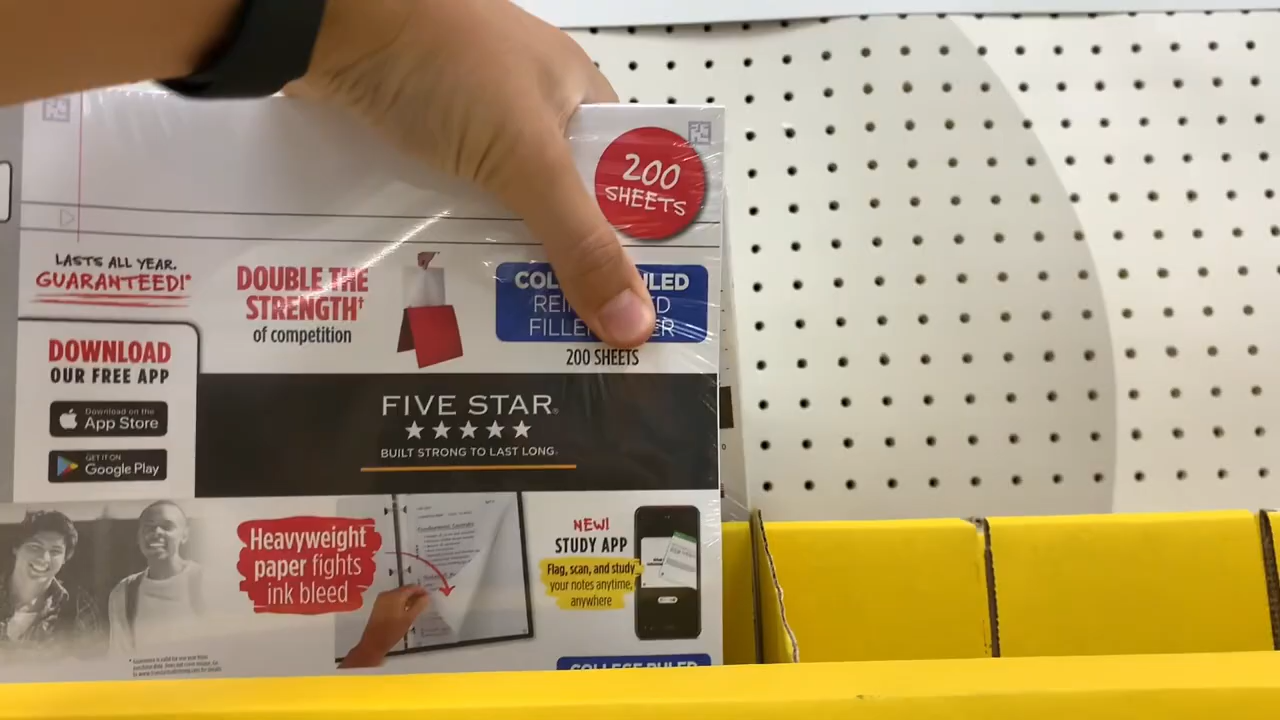 200
SHEETS
LASTS ALL YEAR.
GUARANTEED!*
DOUBLE THE
STRENGTH†
of competition
200 SHEETS
DOWNLOAD
OUR FREE APP
Download on the
App Store
GET IT ON
Google Play
FIVE STAR®
BUILT STRONG TO LAST LONG.
Heavyweight
paper fights
ink bleed
NEW!
STUDY APP
Flag, scan, and study
your notes anytime,
anywhere
COLLEGE RULED